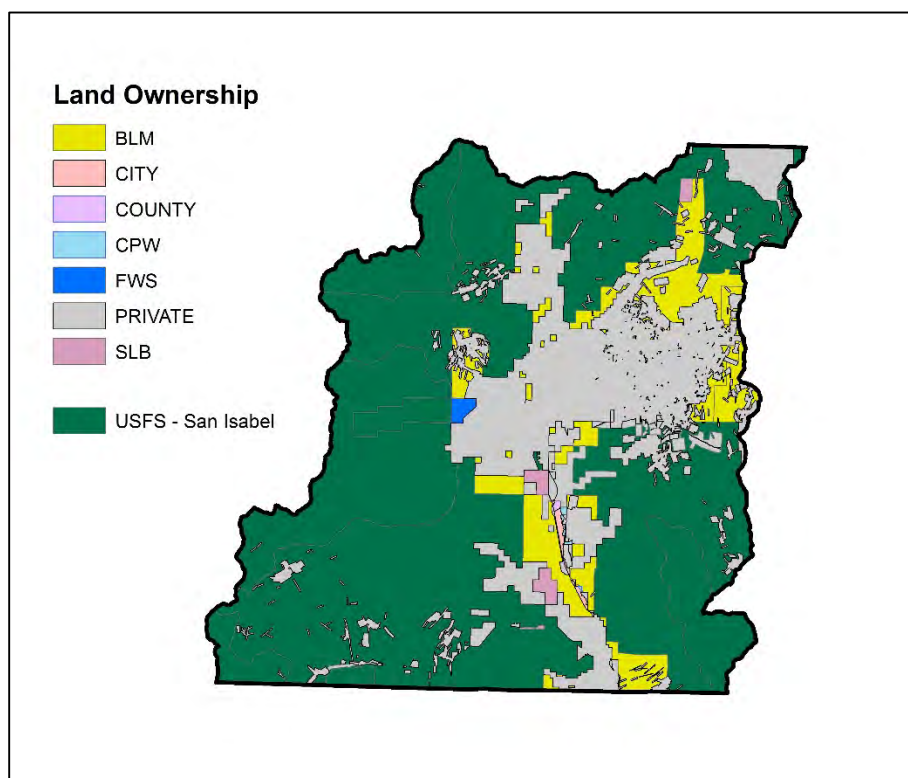 Land Ownership
BLM
CITY
COUNTY
CPW
FWS
PRIVATE
SLB
USFS - San Isabel